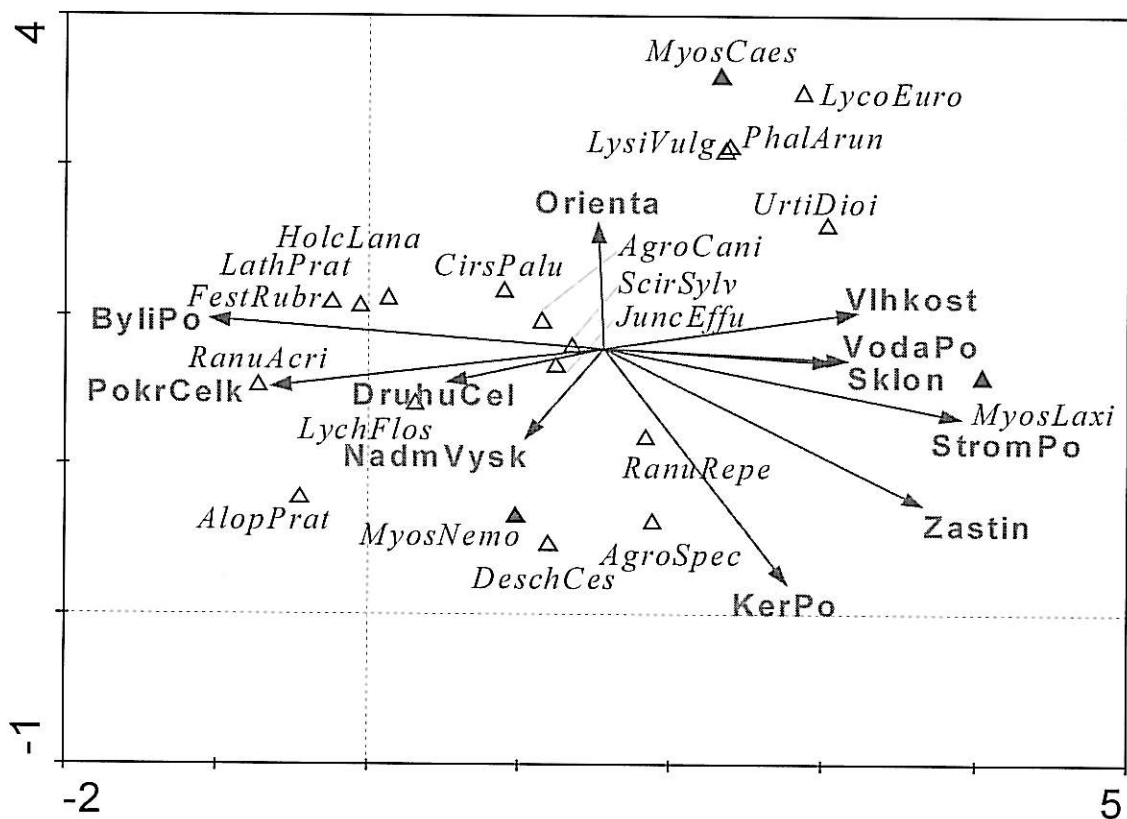 4
MyosCaes
LycoEuro
LysiVulg
PhalArun
Orienta
UrtiDioi
HolcLana
AgroCani
LathPrat
CirsPalu
ScirSylv
FestRubr
Vlhkost
ByliPo
JuncEffu
RanuAcri
VodaPo
PokrCelk
DruhuCel
Sklon
LychFlos
MyosLaxi
NadmVysk
StromPo
RanuRepe
AlopPrat
MyosNemo
AgroSpec
Zastin
DeschCes
KerPo
-1
-2
5